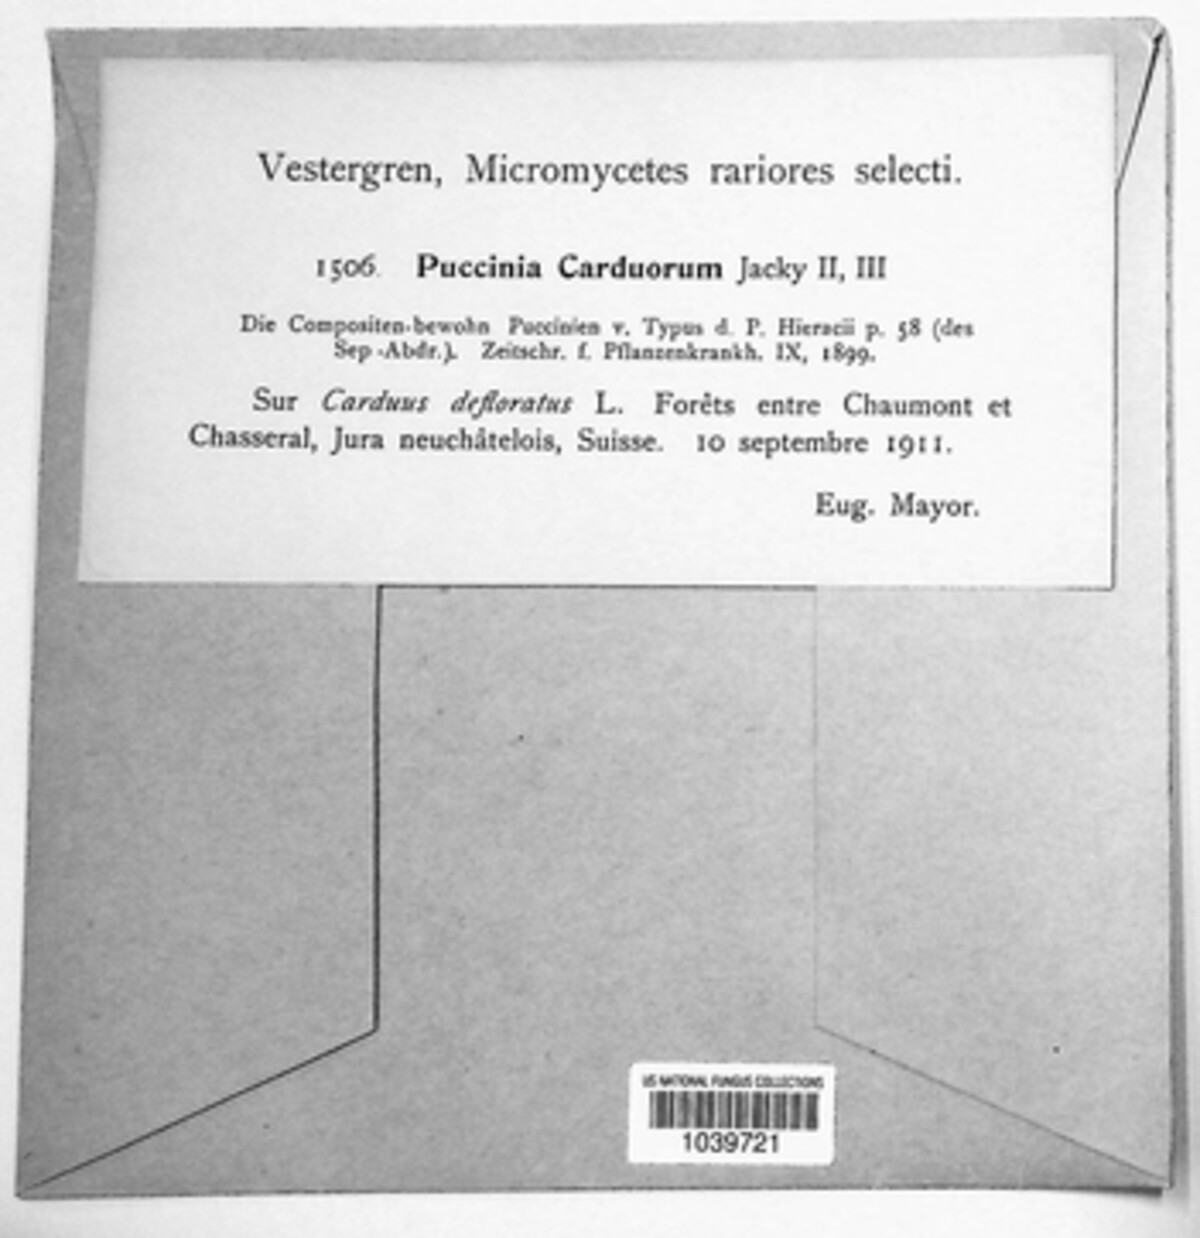 Vestergren, Micromycetes rariores selecti.
1506. Puccinia Carduorum Jacky II, III
Die Compositen-bewohn Puccinien v. Typus d. P. Hieracii p. 58 (des
Sep.-Abdr.). Zeitschr. f. Pflanzenkrankh. IX, 1899.
Sur Carduus defloratus L. Forêts entre Chaumont et
Chasseral, Jura neuchâtelois, Suisse. 10 septembre 1911.
Eug. Mayor.
US NATIONAL FUNGUS COLLECTIONS
1039721